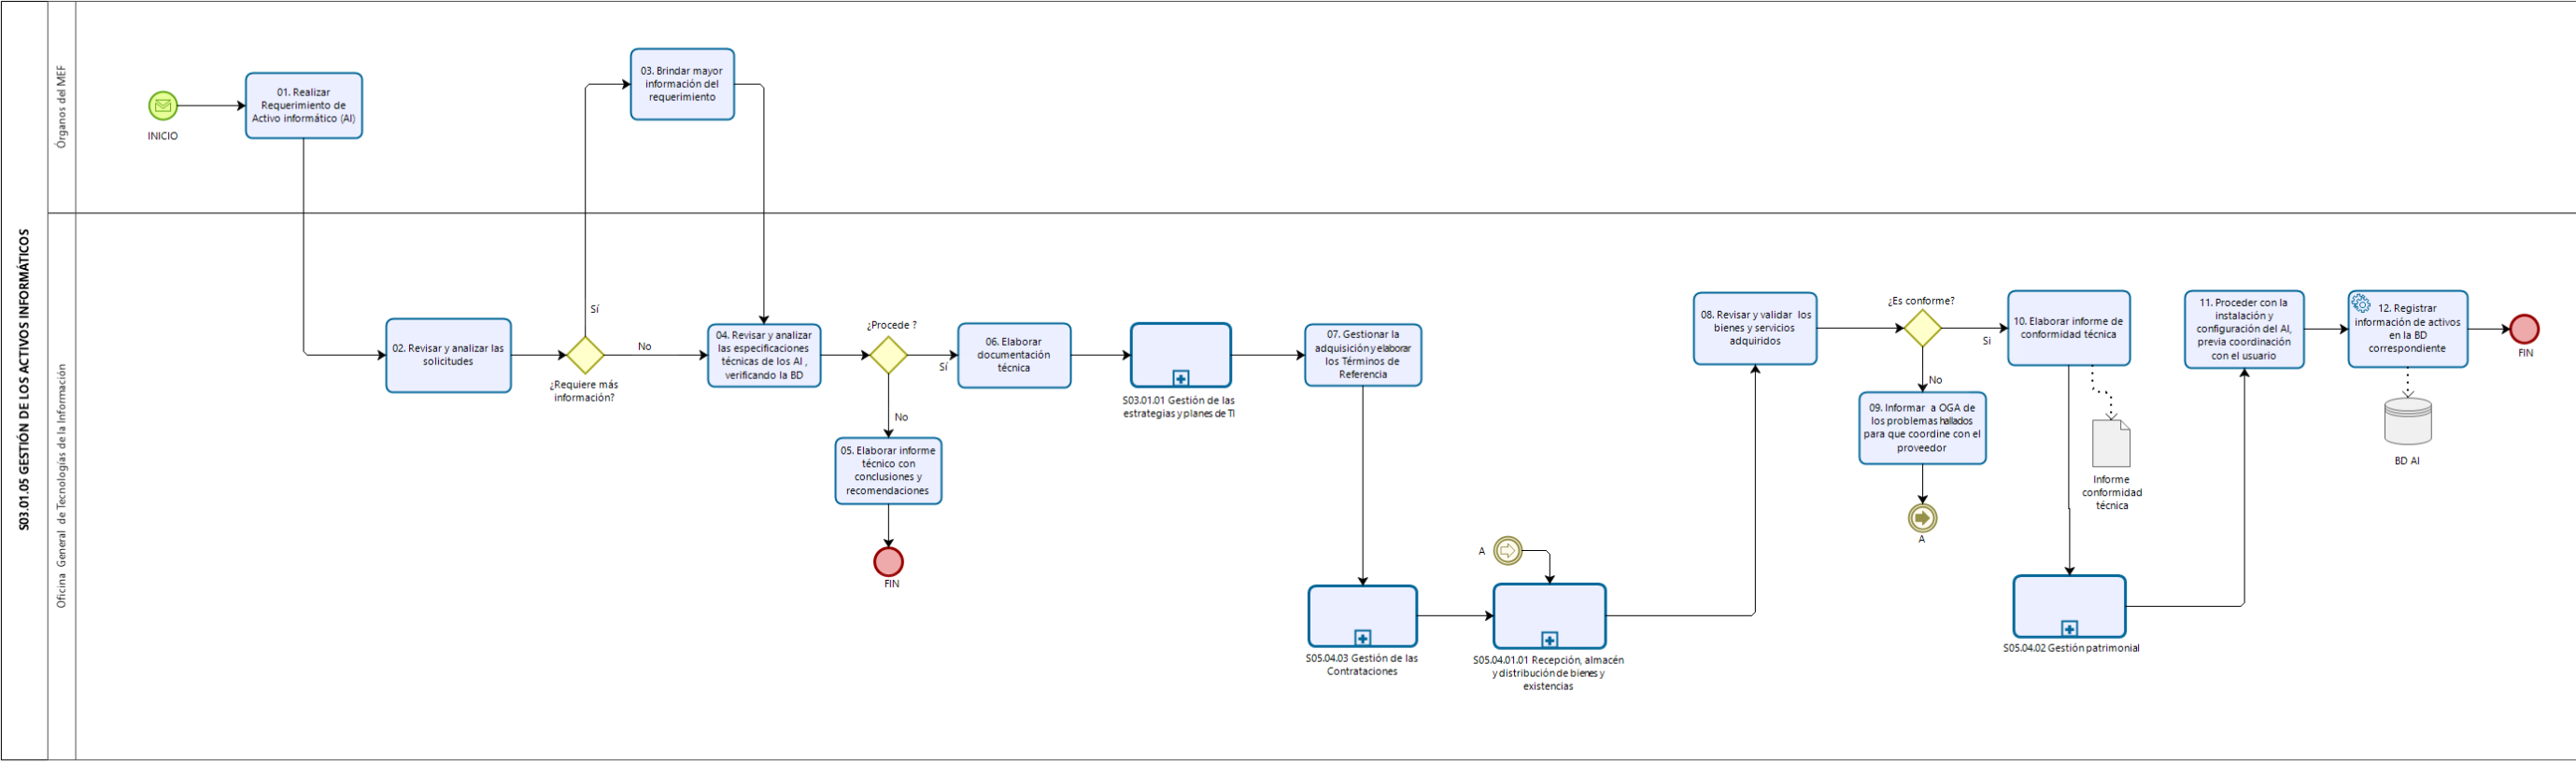 S03.01.05 GESTIÓN DE LOS ACTIVOS INFORMÁTICOS
Órganos del MEF
INICIO
01. Realizar
Requerimiento de
Activo informático (AI)
03. Brindar mayor
información del
requerimiento
Oficina General de Tecnologías de la Información
02. Revisar y analizar las
solicitudes
Sí
No
¿Requiere más
información?
04. Revisar y analizar
las especificaciones
técnicas de los AI ,
verificando la BD
¿Procede ?
Sí
No
05. Elaborar informe
técnico con
conclusiones y
recomendaciones
FIN
06. Elaborar
documentación
técnica
S03.01.01 Gestión de las
estrategias y planes de TI
07. Gestionar la
adquisición y elaborar
los Términos de
Referencia
S05.04.03 Gestión de las
Contrataciones
A
S05.04.01.01 Recepción, almacén
y distribución de bienes y
existencias
08. Revisar y validar los
bienes y servicios
adquiridos
¿Es conforme?
Si
No
09. Informar a OGA de
los problemas hallados
para que coordine con el
proveedor
A
10. Elaborar informe de
conformidad técnica
Informe
conformidad
técnica
S05.04.02 Gestión patrimonial
11. Proceder con la
instalación y
configuración del AI,
previa coordinación
con el usuario
12. Registrar
información de activos
en la BD
correspondiente
BD AI
FIN